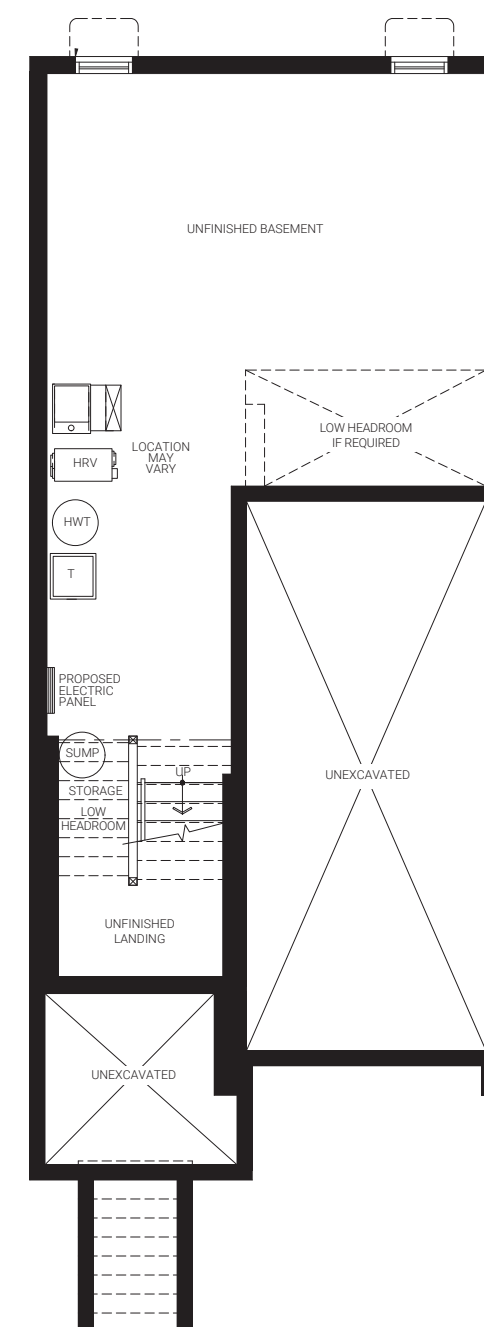 UNFINISHED BASEMENT
LOW HEADROOM
IF REQUIRED
LOCATION
MAY
VARY
HRV
HWT
T
PROPOSED
ELECTRIC
PANEL
SUMP
UP
UNEXCAVATED
STORAGE
LOW
HEADROOM
UNFINISHED
LANDING
UNEXCAVATED